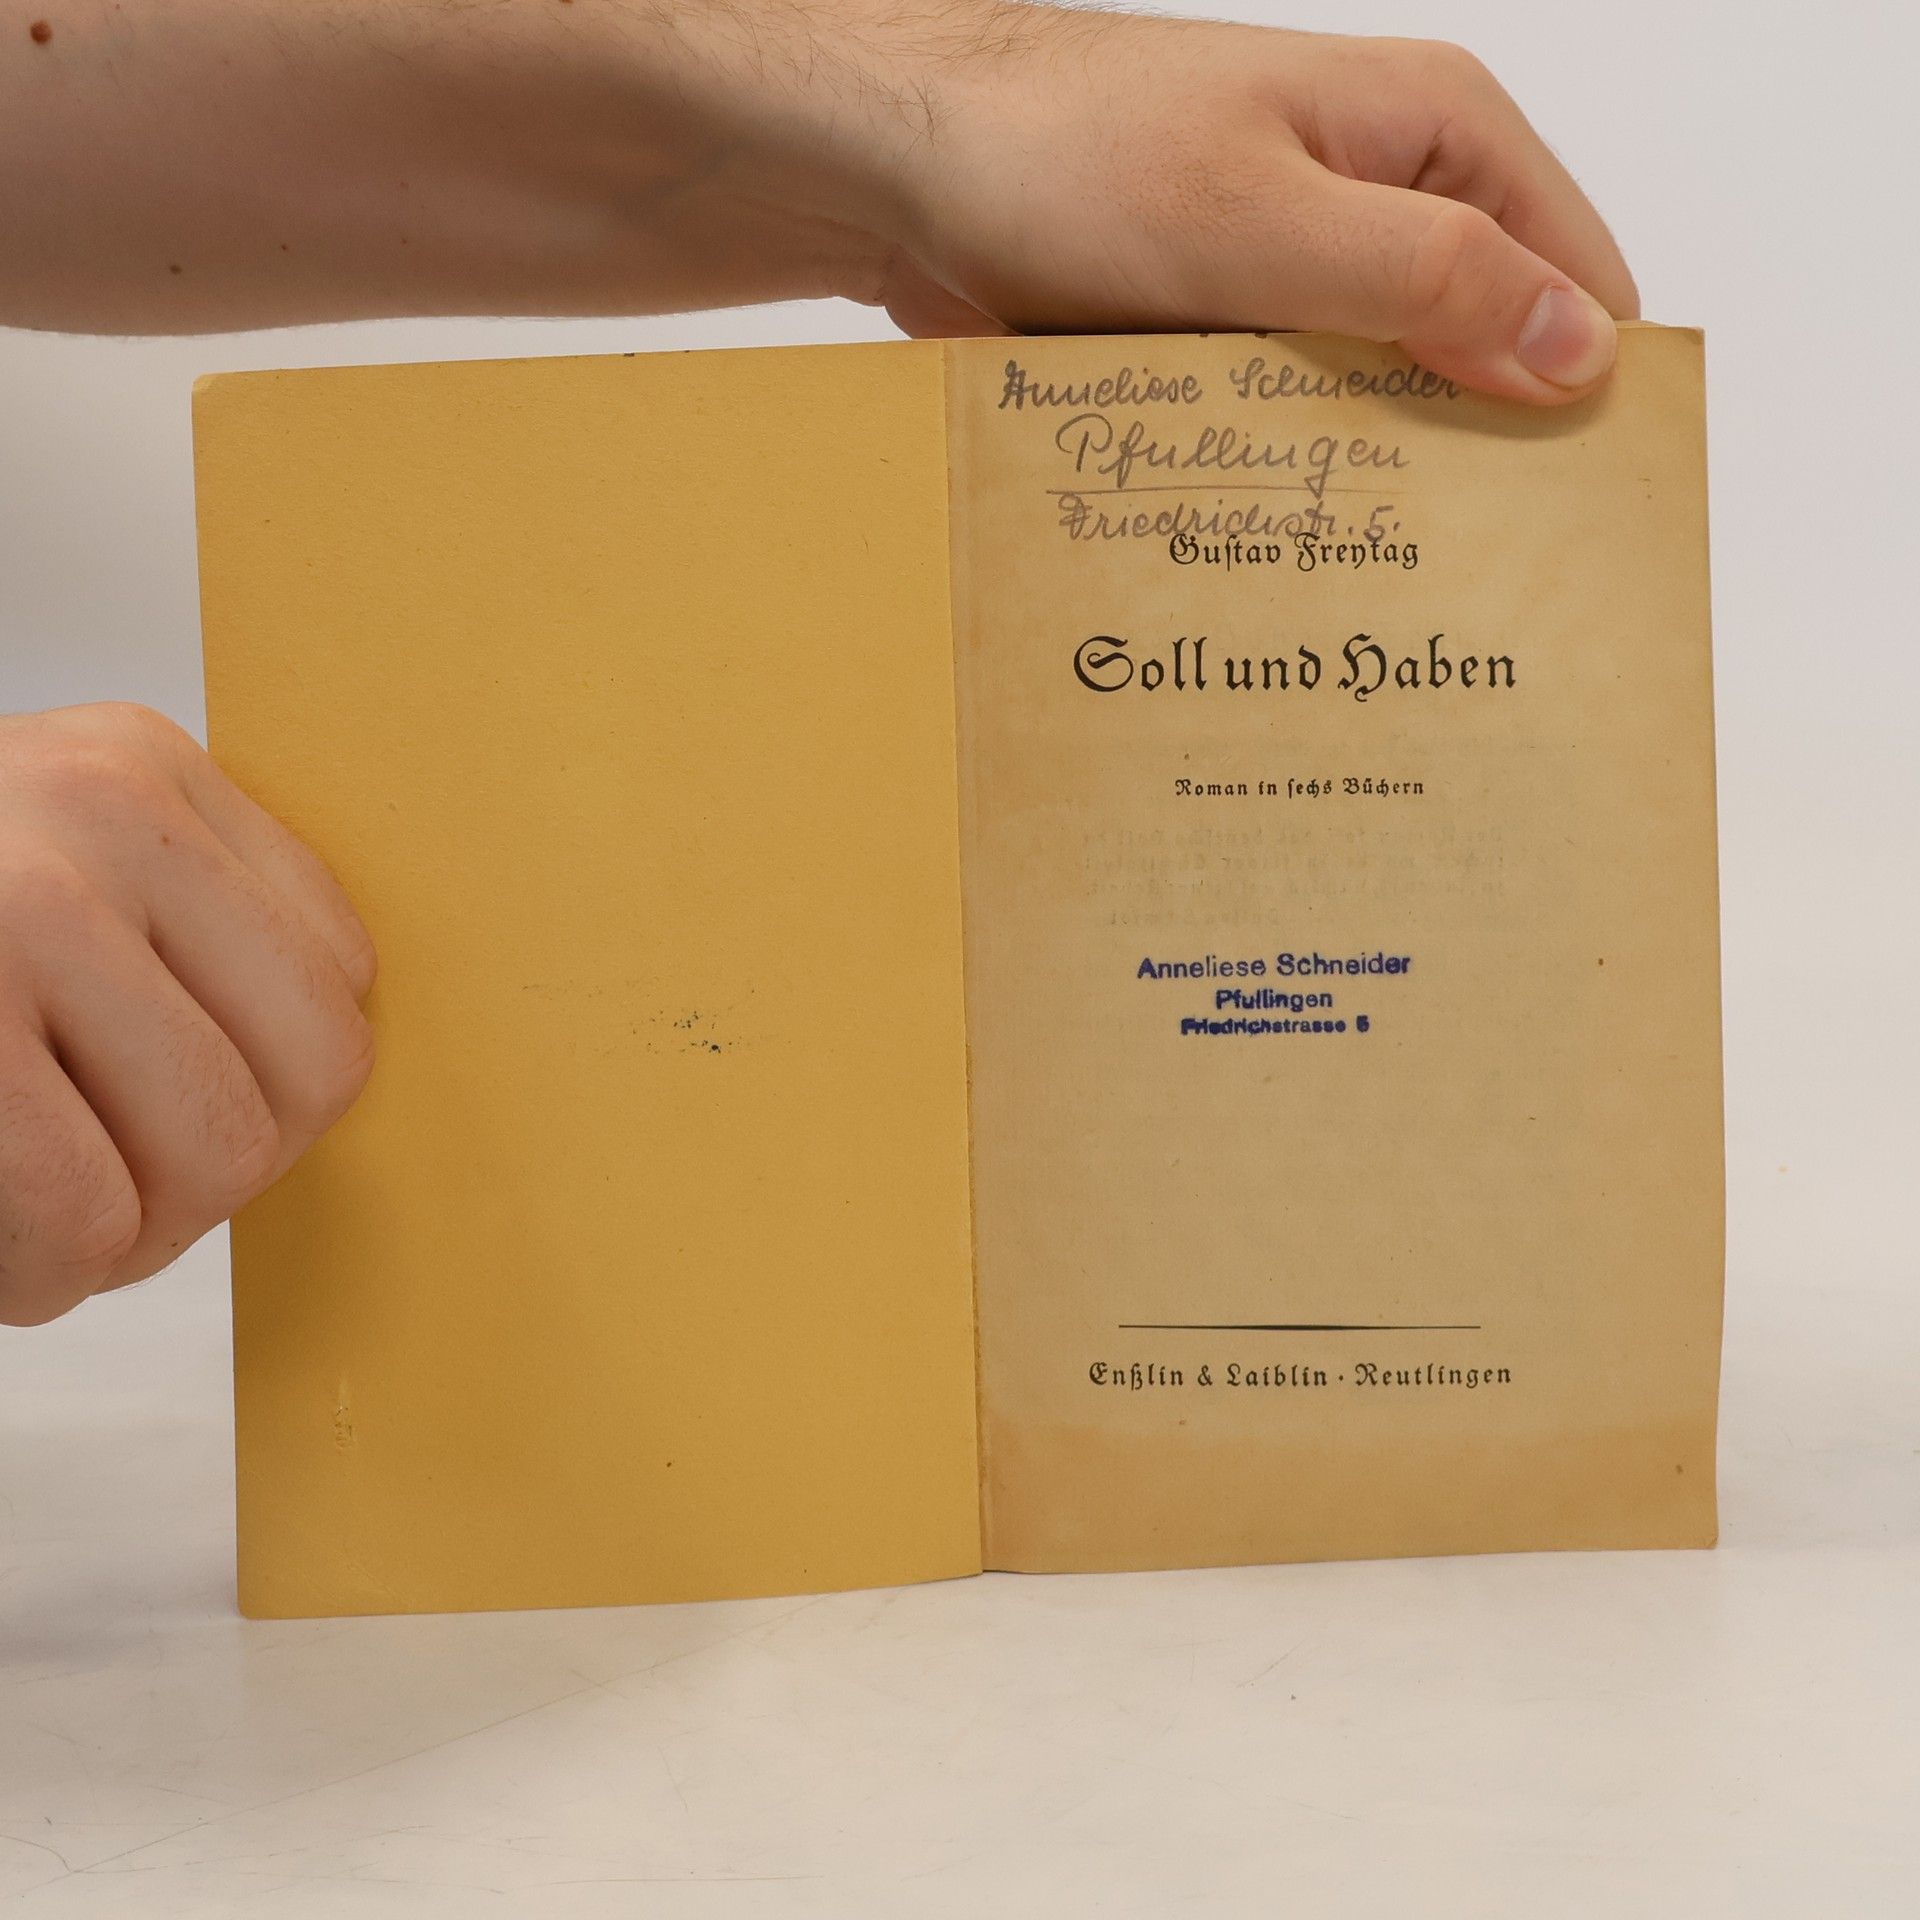 Anneliese Schneider
Pfullingen
Friedrichstr. 5.
Guſtav Freytag
Soll und Haben
Roman in ſechs Büchern
Anneliese Schneider
Pfullingen
Friedrichstrasse 5
Enßlin & Laiblin · Reutlingen